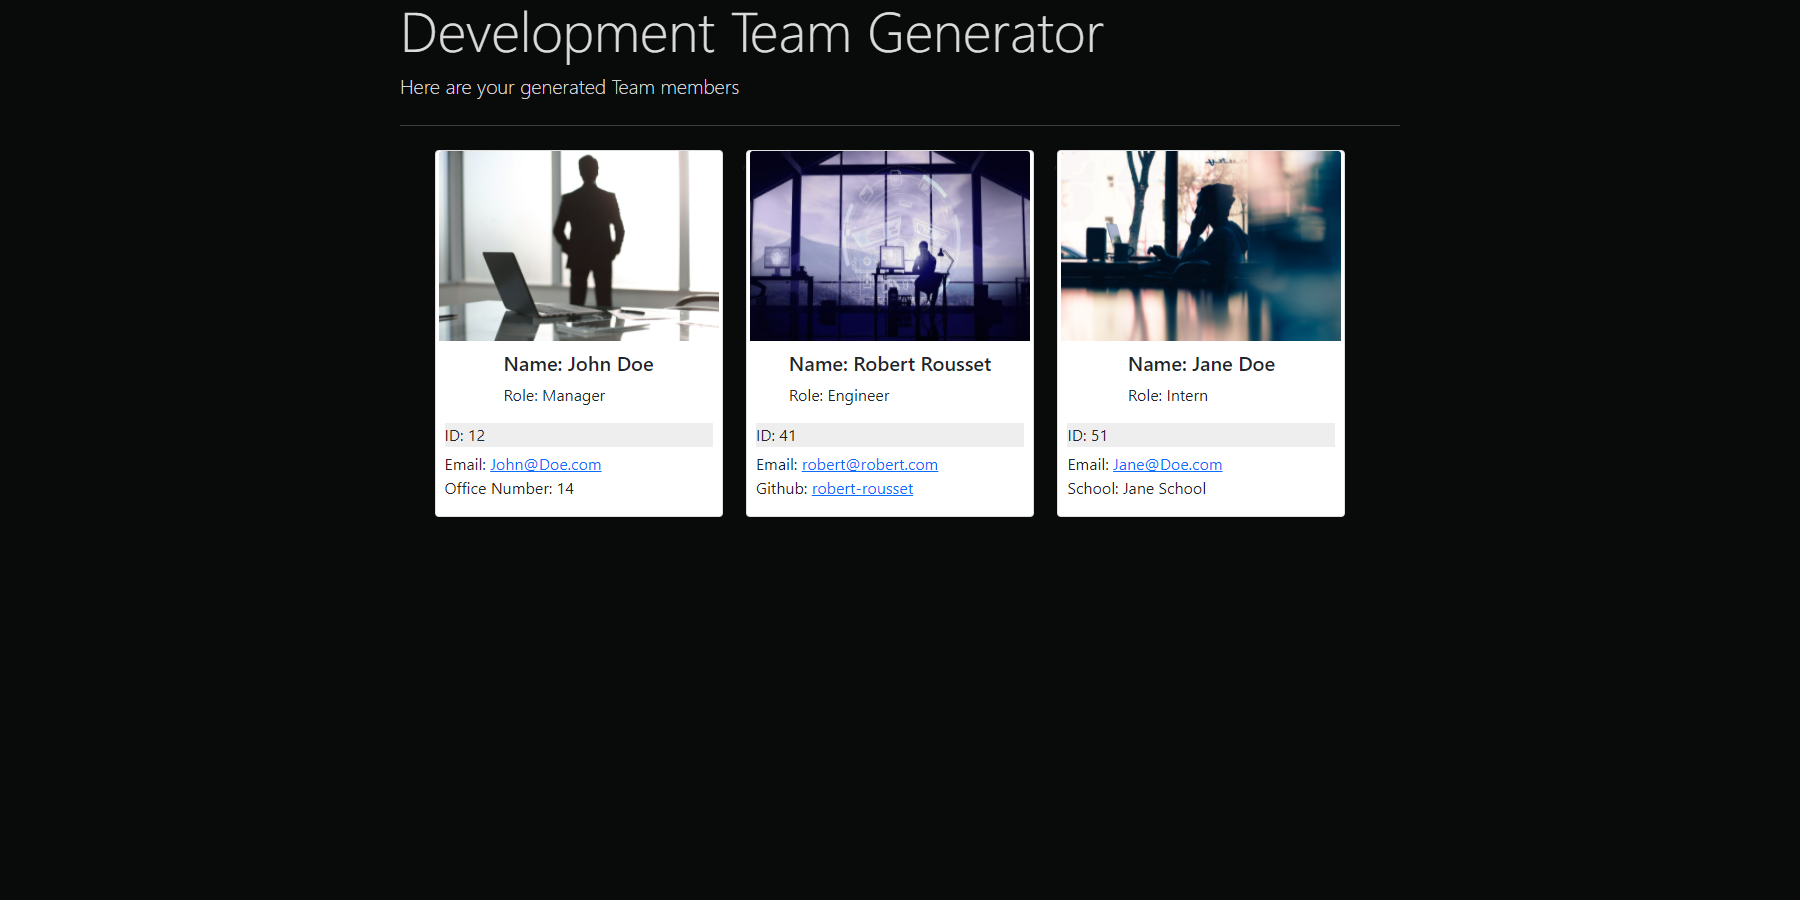 Development Team Generator
Here are your generated Team members
Name: John Doe
Role: Manager
ID: 12
Email: John@Doe.com
Office Number: 14
Name: Robert Rousset
Role: Engineer
ID: 41
Email: robert@robert.com
Github: robert-rousset
Name: Jane Doe
Role: Intern
ID: 51
Email: Jane@Doe.com
School: Jane School